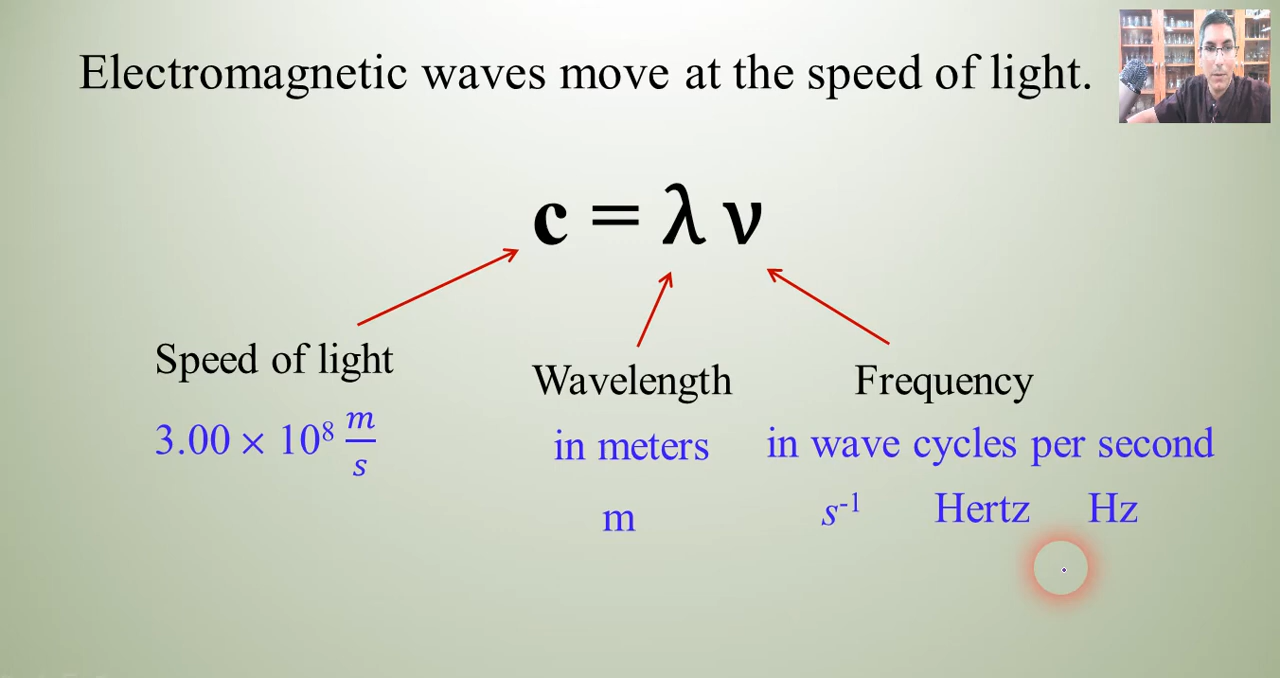 Electromagnetic waves move at the speed of light.
c = λ ν
Speed of light
3.00 × 10⁸ m/s
Wavelength
in meters
m
Frequency
in wave cycles per second
s⁻¹ Hertz Hz